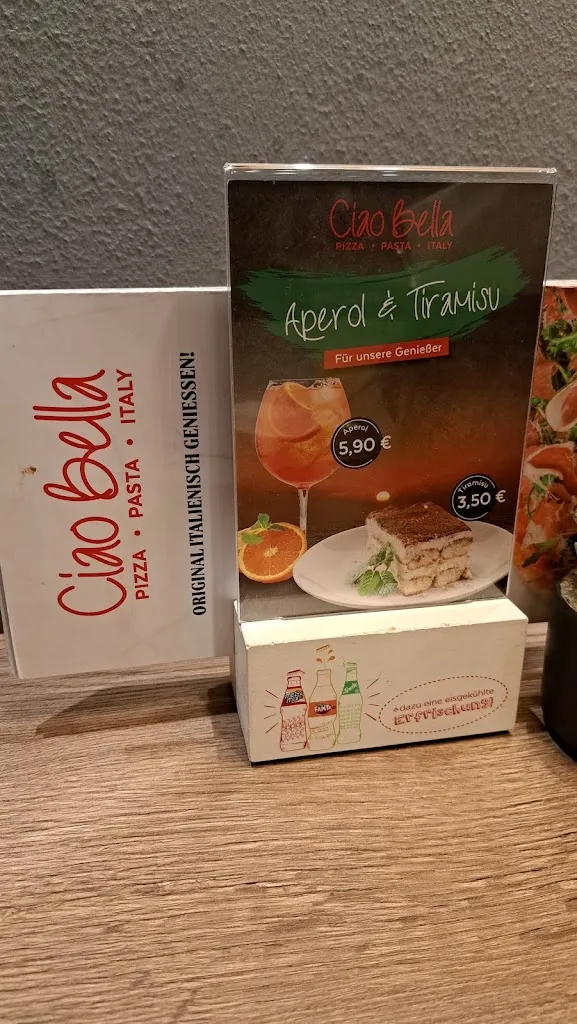 Ciao Bella
PIZZA • PASTA • ITALY
ORIGINAL ITALIENISCH GENIESSEN!
Ciao Bella
PIZZA • PASTA • ITALY
Aperol & Tiramisu
Für unsere Genießer
Aperol
5,90 €
Tiramisu
3,50 €
FANTA
+dazu eine eisgekühlte
Erfrischung!